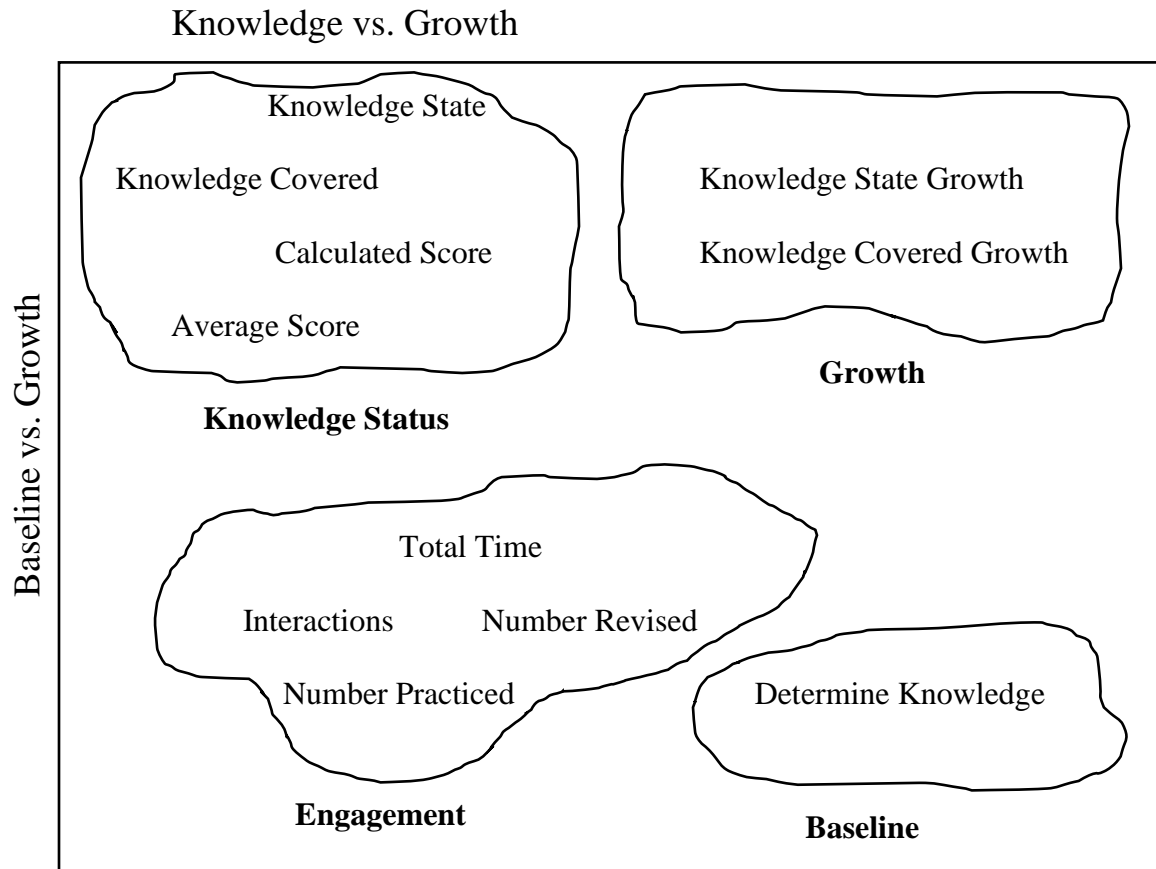 Knowledge vs. Growth
Baseline vs. Growth
Knowledge State
Knowledge Covered
Calculated Score
Average Score
Knowledge Status
Knowledge State Growth
Knowledge Covered Growth
Growth
Total Time
Interactions
Number Revised
Number Practiced
Engagement
Determine Knowledge
Baseline